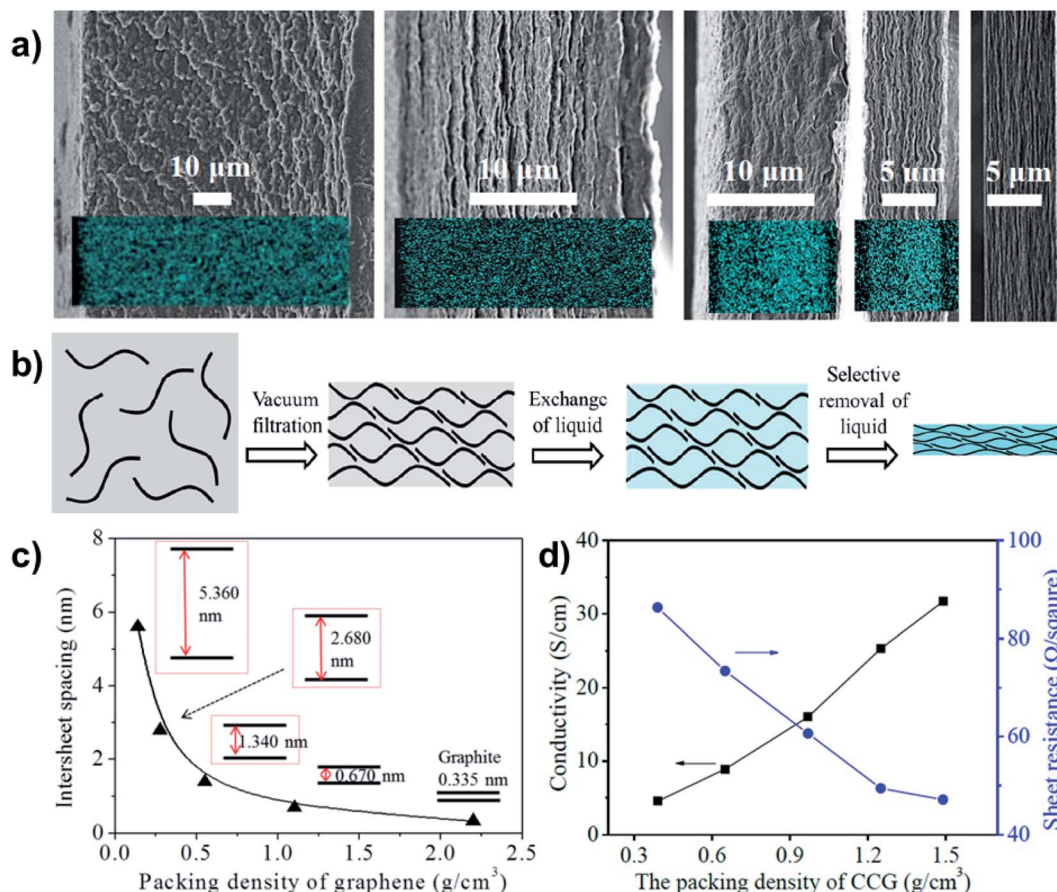 a)
10 μm
10 μm
10 μm
5 μm
5 μm
b)
Vacuum
filtration
Exchange
of liquid
Selective
removal of
liquid
c)
Intersheet spacing (nm)
8
6
4
2
0
5.360
nm
2.680
nm
1.340 nm
0.670 nm
Graphite
0.335 nm
0.0
0.5
1.0
1.5
2.0
2.5
Packing density of graphene (g/cm³)
d)
Conductivity (S/cm)
40
30
20
10
0
100
80
60
40
Sheet resistance (Ω/sqaure)
0.3
0.6
0.9
1.2
1.5
The packing density of CCG (g/cm³)